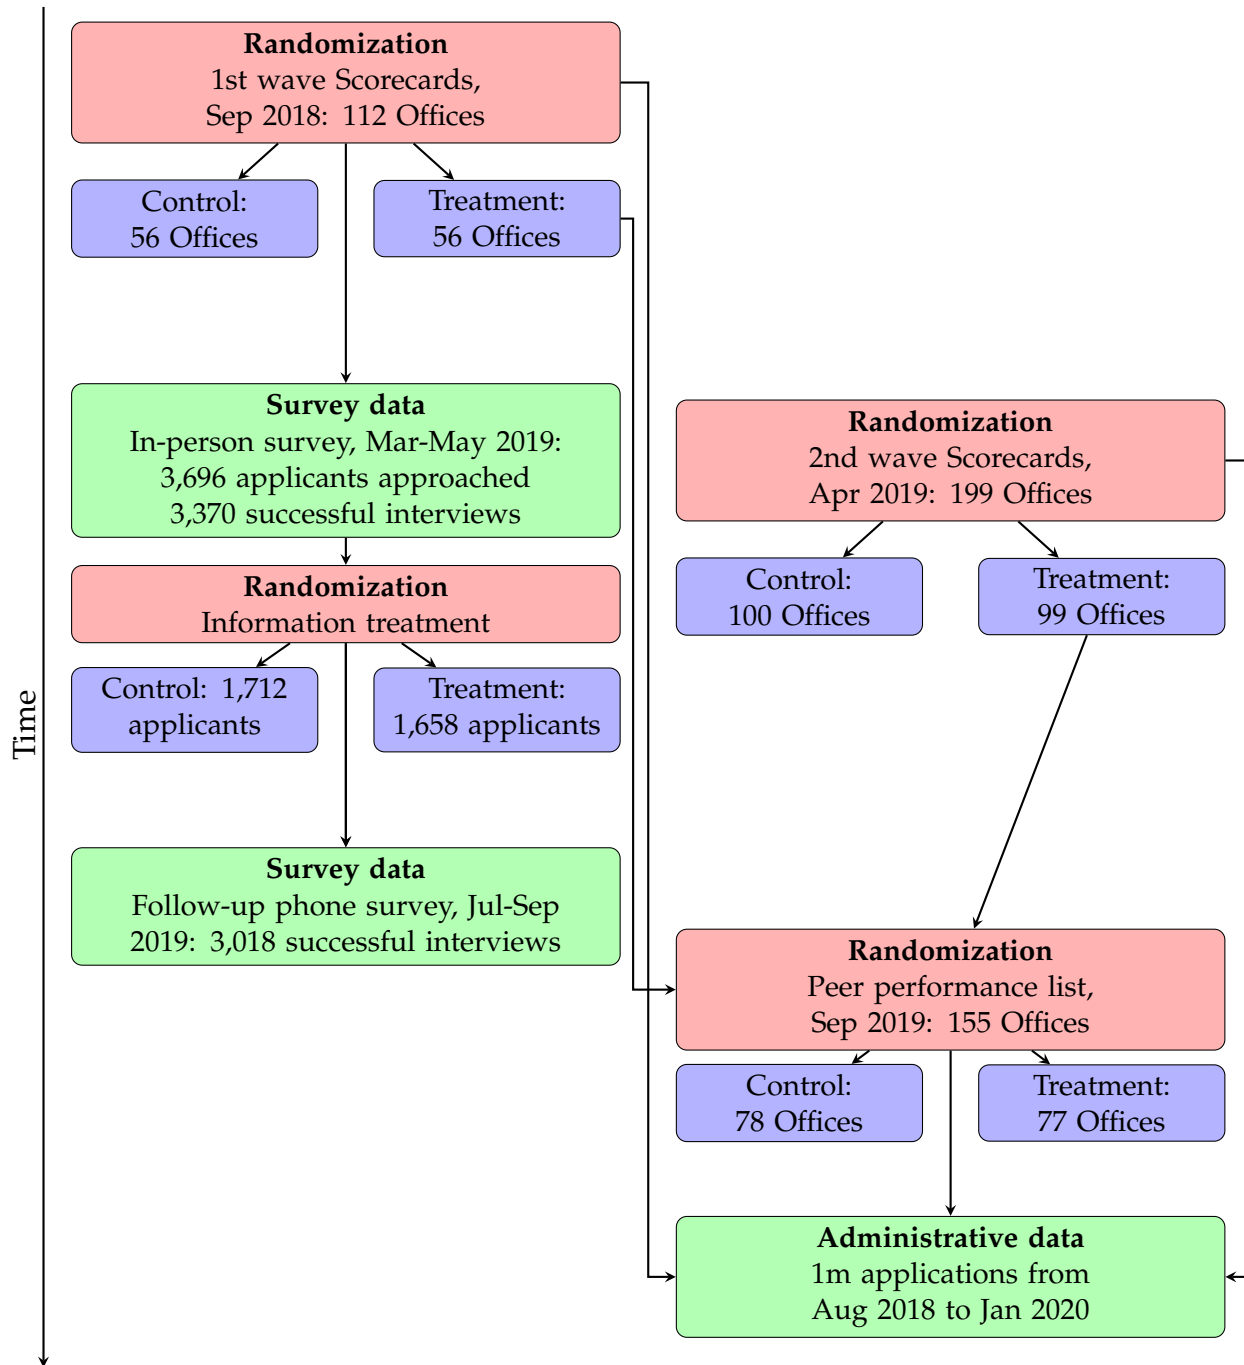 Randomization
1st wave Scorecards,
Sep 2018: 112 Offices
Control:
56 Offices
Treatment:
56 Offices
Survey data
In-person survey, Mar-May 2019:
3,696 applicants approached
3,370 successful interviews
Randomization
2nd wave Scorecards,
Apr 2019: 199 Offices
Control:
100 Offices
Treatment:
99 Offices
Randomization
Information treatment
Control: 1,712
applicants
Treatment:
1,658 applicants
Time
Survey data
Follow-up phone survey, Jul-Sep
2019: 3,018 successful interviews
Randomization
Peer performance list,
Sep 2019: 155 Offices
Control:
78 Offices
Treatment:
77 Offices
Administrative data
1m applications from
Aug 2018 to Jan 2020